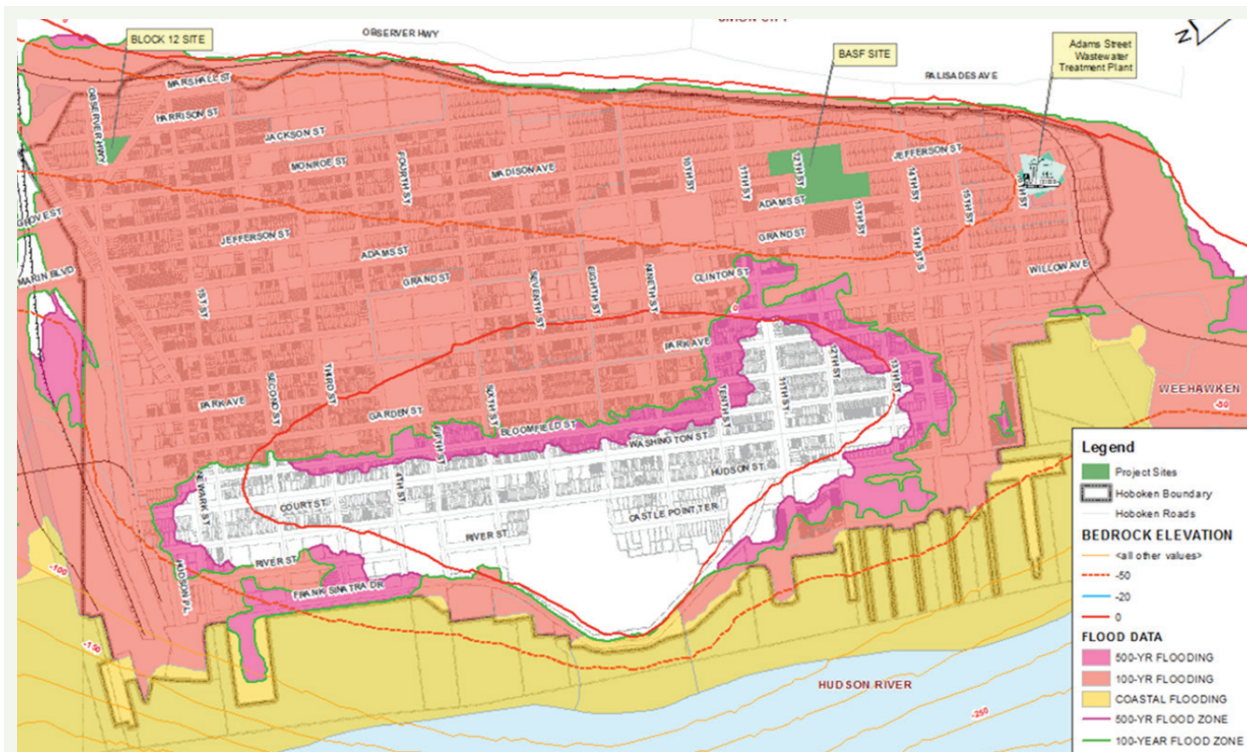 UNION CITY
OBSERVER HWY
BLOCK 12 SITE
BASF SITE
Adams Street
Wastewater
Treatment Plant
PALISADES AVE
MARSHALL ST
OBSERVER HWY
HARRISON ST
JACKSON ST
MONROE ST
FOURTH ST
MADISON AVE
10TH ST
11TH ST
12TH ST
JEFFERSON ST
14TH ST
15TH ST
ADAMS ST
13TH ST
GROVE ST
JEFFERSON ST
ADAMS ST
GRAND ST
MARIN BLVD
GRAND ST
SEVENTH ST
EIGHTH ST
NINETH ST
CLINTON ST
WILLOW AVE
1ST ST
0
PARK AVE
PARK AVE
SECOND ST
THIRD ST
GARDEN ST
SIXTH ST
TENTH ST
11TH ST
12TH ST
13TH ST
WEEHAWKEN
-50
BLOOMFIELD ST
WASHINGTON ST
NEWARK ST
COURT ST
4TH ST
HUDSON ST
CASTLE POINT TER
RIVER ST
RIVER ST
FRANK SINATRA DR
HUDSON PL
-100
-150
HUDSON RIVER
-250
Legend
Project Sites
Hoboken Boundary
Hoboken Roads
BEDROCK ELEVATION
<all other values>
-50
-20
0
FLOOD DATA
500-YR FLOODING
100-YR FLOODING
COASTAL FLOODING
500-YR FLOOD ZONE
100-YEAR FLOOD ZONE